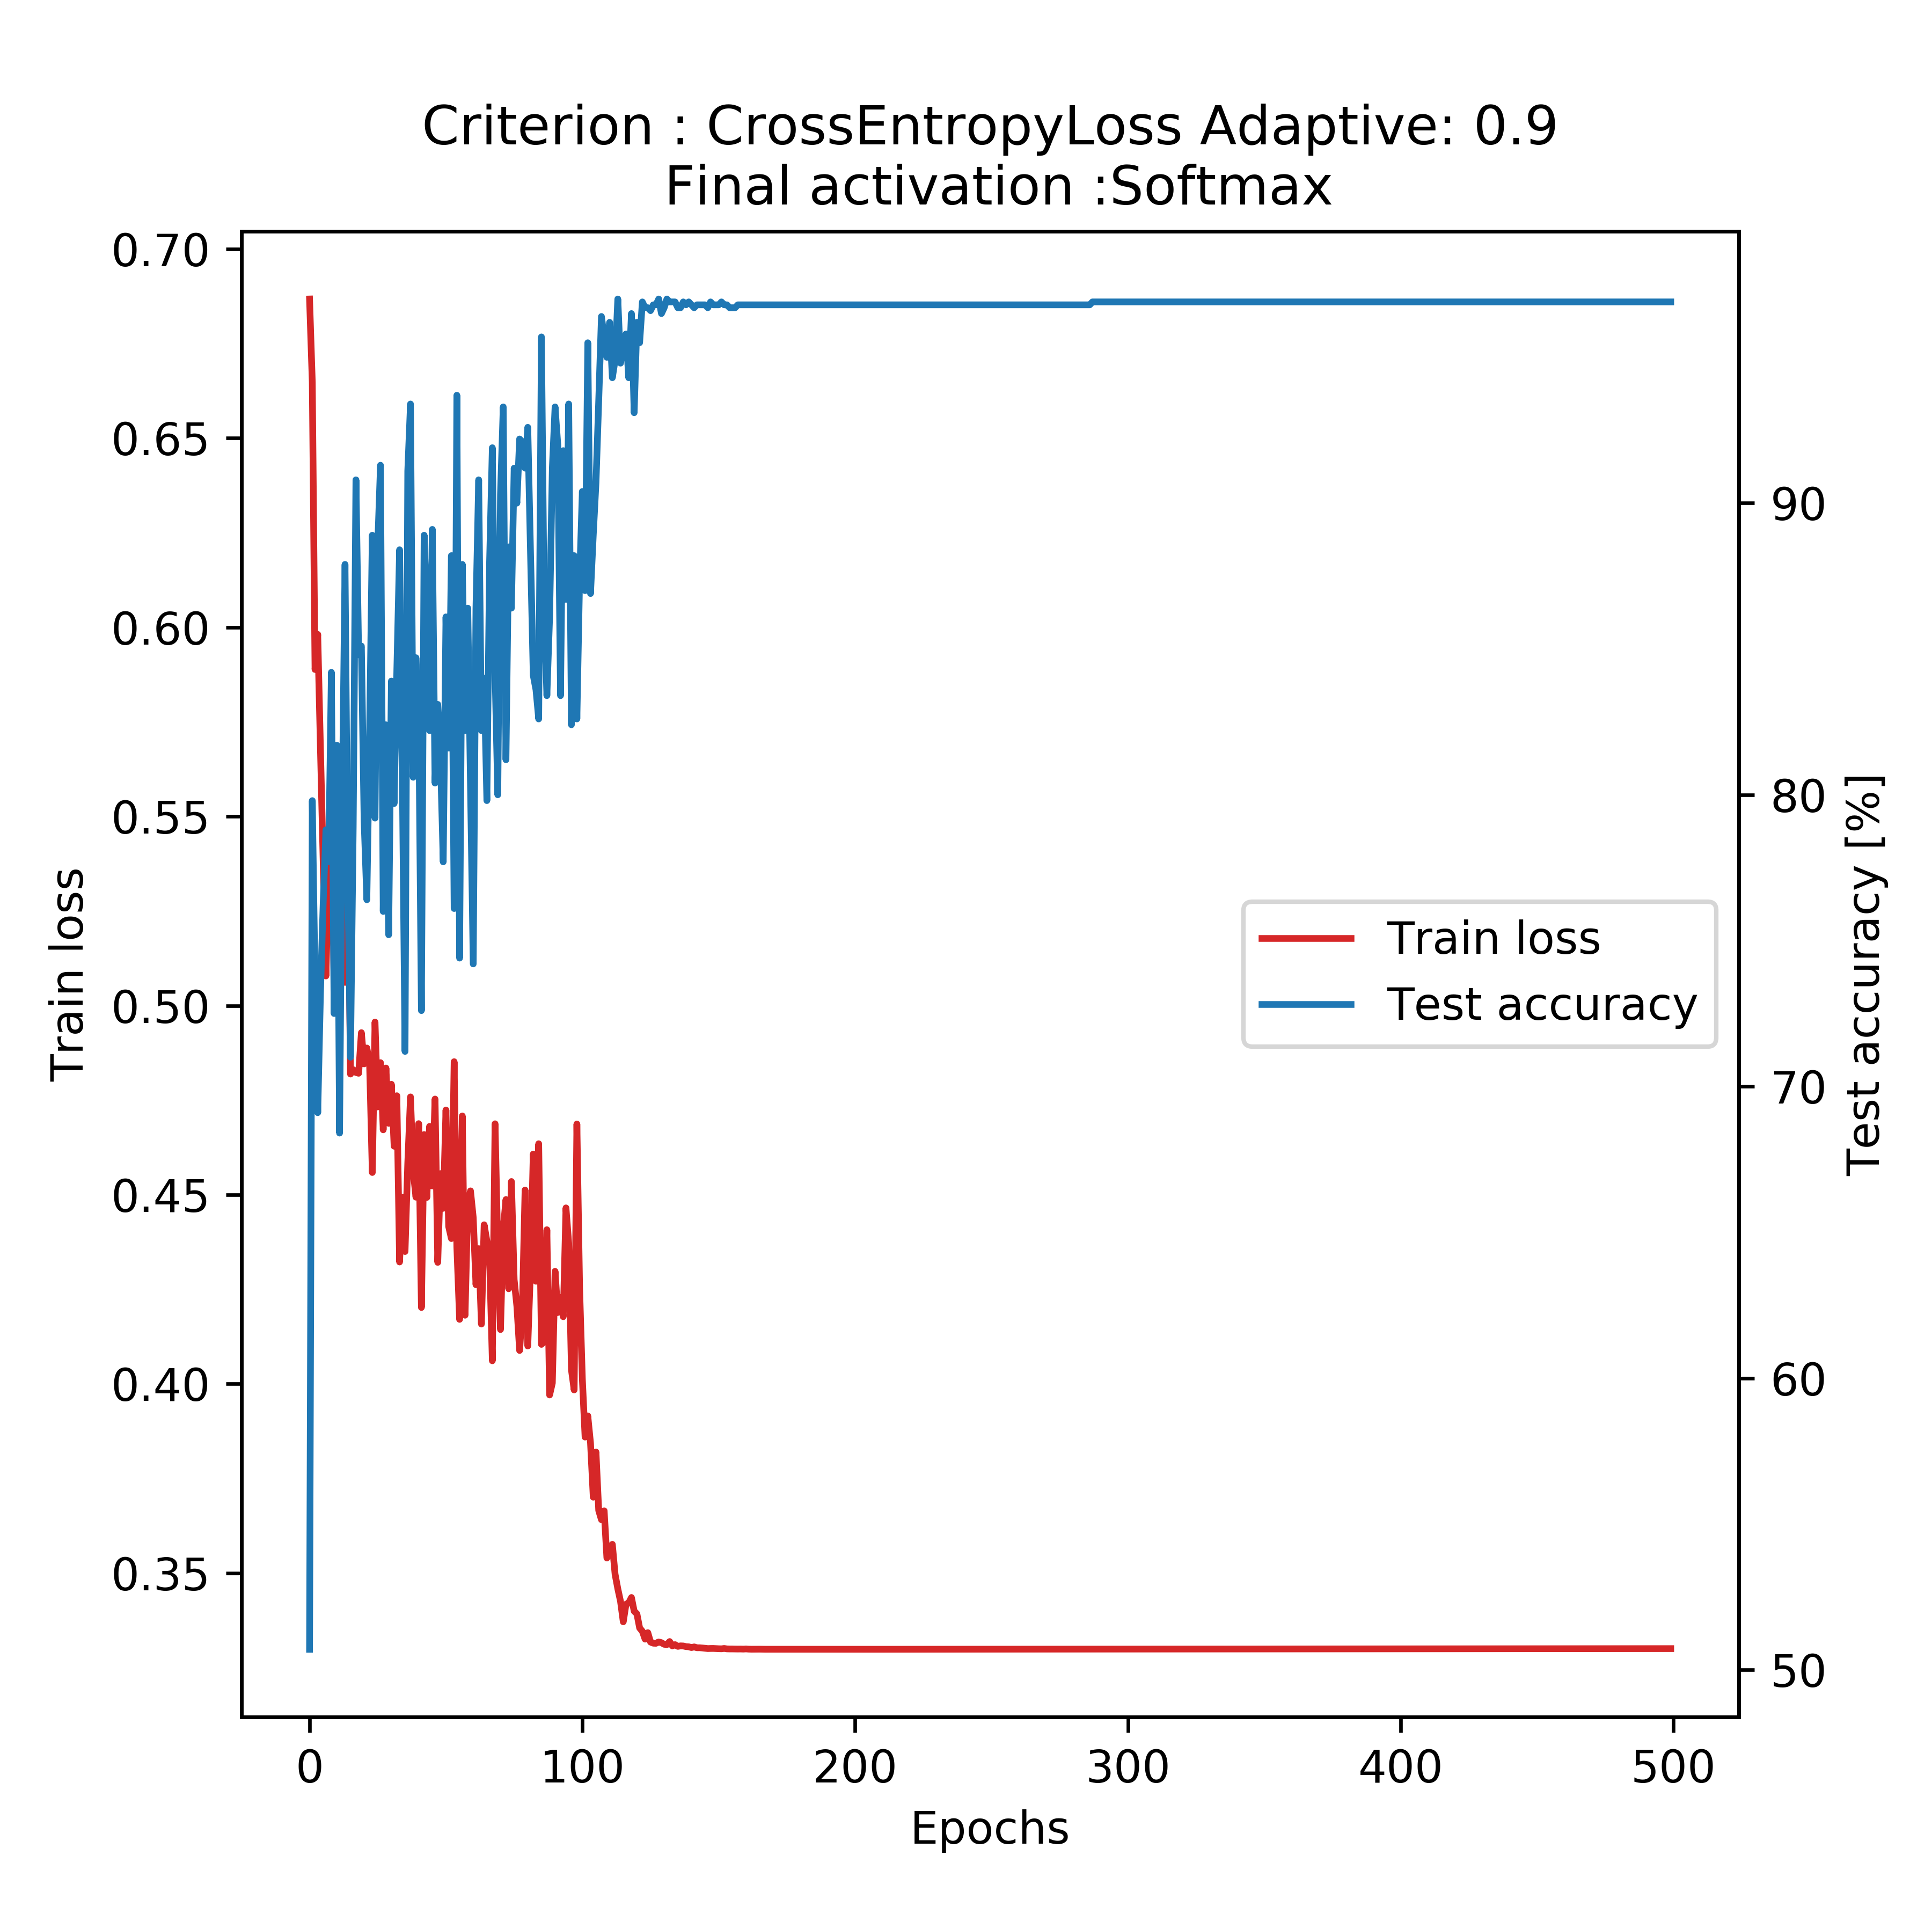 Criterion : CrossEntropyLoss Adaptive: 0.9
Final activation :Softmax
0.70
0.65
0.60
0.55
0.50
0.45
0.40
0.35
Train loss
90
80
70
60
50
Test accuracy [%]
Train loss
Test accuracy
0 100 200 300 400 500
Epochs